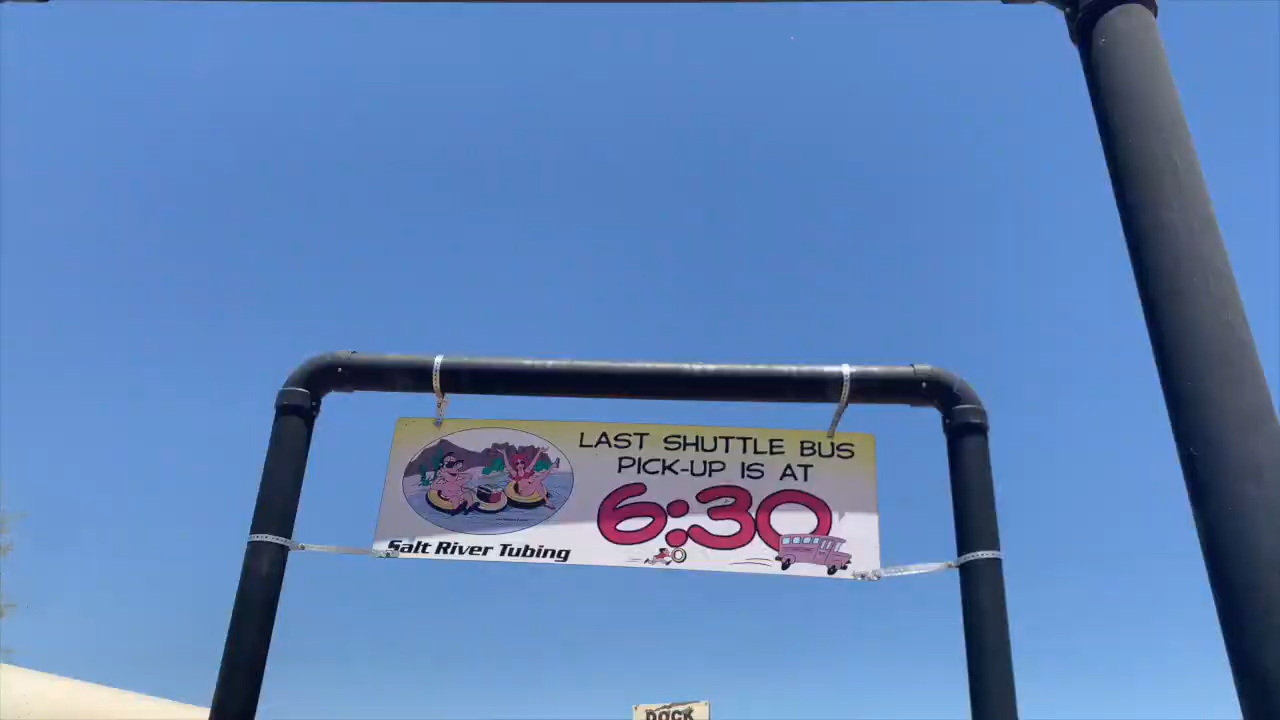 LAST SHUTTLE BUS
PICK-UP IS AT
6:30
Salt River Tubing
DOCK